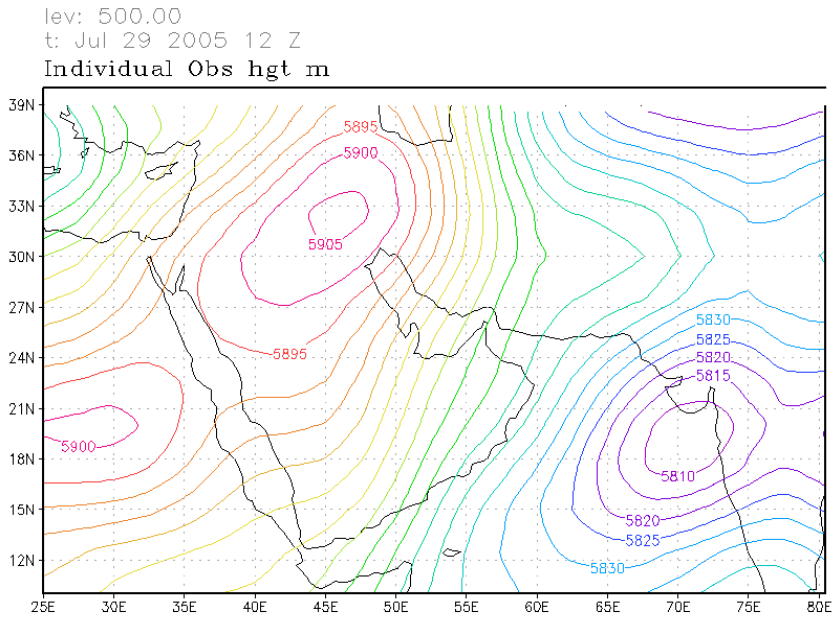 lev: 500.00
t: Jul 29 2005 12 Z
Individual Obs hgt m
39N
5895
36N
5900
33N
5905
30N
27N
5830
5825
24N
5895
5820
5815
21N
5900
18N
5810
15N
5820
5825
12N
5830
25E 30E 35E 40E 45E 50E 55E 60E 65E 70E 75E 80E